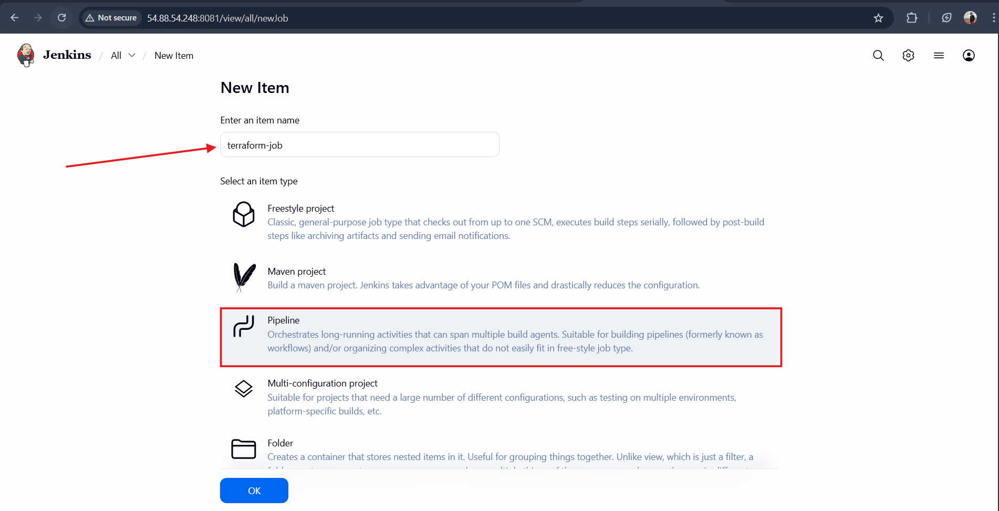 Not secure 54.88.54.248:8081/view/all/newJob
Jenkins / All / New Item
New Item
Enter an item name
terraform-job
Select an item type
Freestyle project
Classic, general-purpose job type that checks out from up to one SCM, executes build steps serially, followed by post-build
steps like archiving artifacts and sending email notifications.
Maven project
Build a maven project. Jenkins takes advantage of your POM files and drastically reduces the configuration.
Pipeline
Orchestrates long-running activities that can span multiple build agents. Suitable for building pipelines (formerly known as
workflows) and/or organizing complex activities that do not easily fit in free-style job type.
Multi-configuration project
Suitable for projects that need a large number of different configurations, such as testing on multiple environments,
platform-specific builds, etc.
Folder
Creates a container that stores nested items in it. Useful for grouping things together. Unlike view, which is just a filter, a
OK